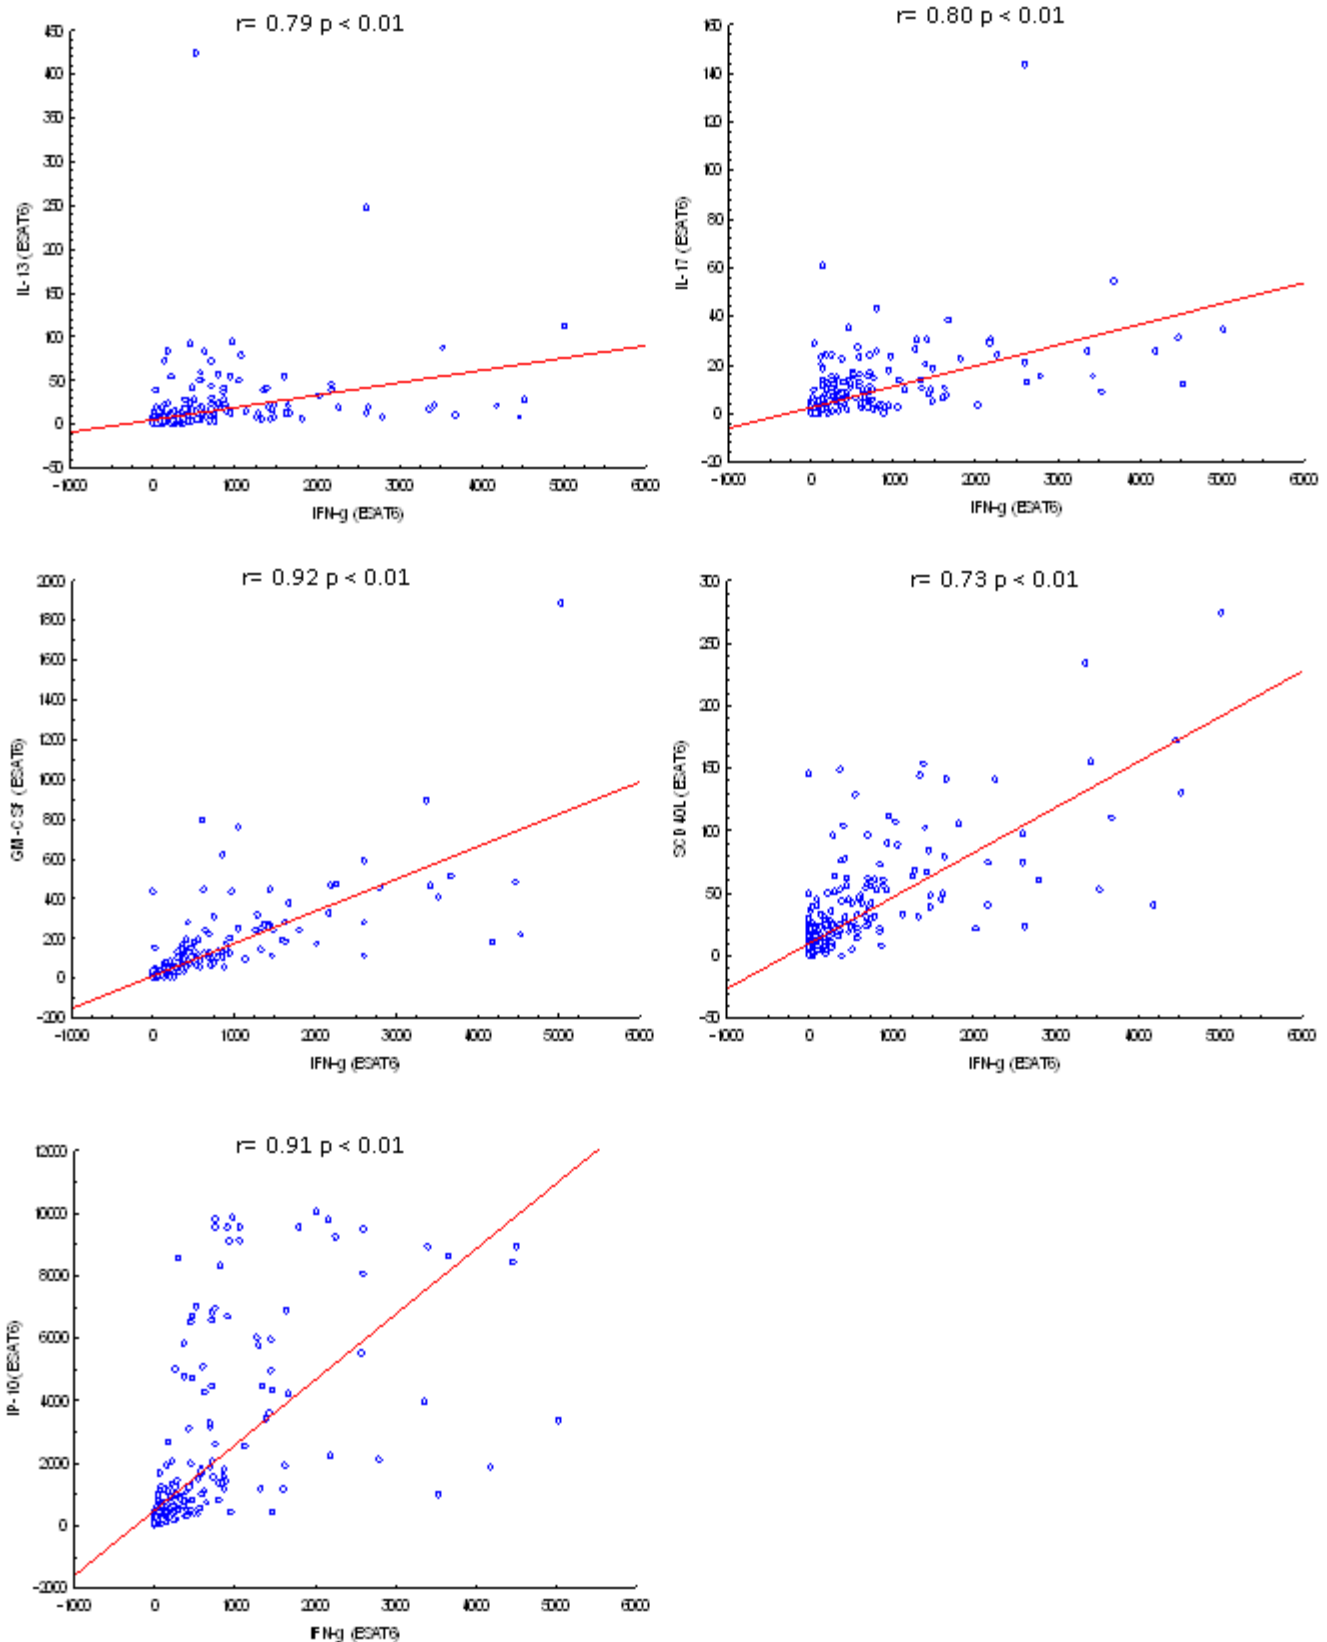 r= 0.79 p < 0.01
450
400
350
300
250
200
150
100
50
0
-50
IL-13 (ESAT6)
-1000 0 1000 2000 3000 4000 5000 6000
IFN-g (ESAT6)
r= 0.80 p < 0.01
160
140
120
100
80
60
40
20
0
-20
IL-17 (ESAT6)
-1000 0 1000 2000 3000 4000 5000 6000
IFN-g (ESAT6)
r= 0.92 p < 0.01
2000
1800
1600
1400
1200
1000
800
600
400
200
0
-200
GM-CSF (ESAT6)
-1000 0 1000 2000 3000 4000 5000 6000
IFN-g (ESAT6)
r= 0.73 p < 0.01
300
250
200
150
100
50
0
-50
SCD40L (ESAT6)
-1000 0 1000 2000 3000 4000 5000 6000
IFN-g (ESAT6)
r= 0.91 p < 0.01
12000
10000
8000
6000
4000
2000
0
-2000
IP-10 (ESAT6)
-1000 0 1000 2000 3000 4000 5000 6000
IFN-g (ESAT6)